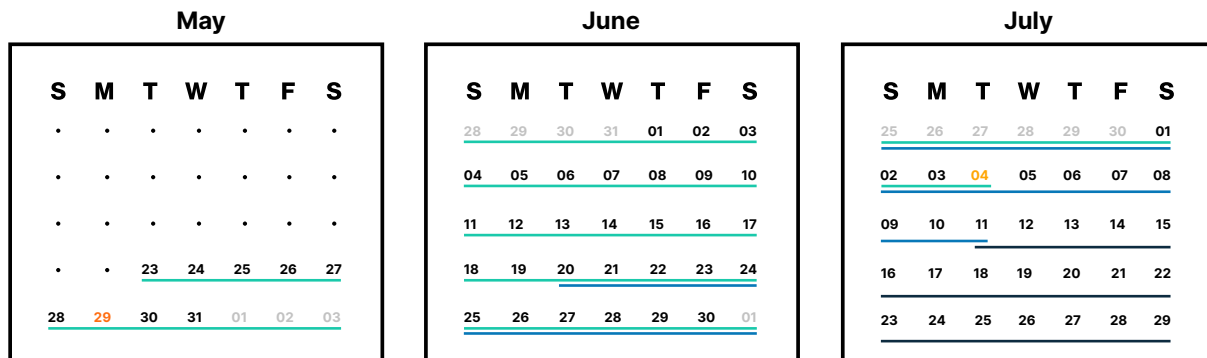 May
S M T W T F S
23 24 25 26 27
28 29 30 31 01 02 03
June
S M T W T F S
28 29 30 31 01 02 03
04 05 06 07 08 09 10
11 12 13 14 15 16 17
18 19 20 21 22 23 24
25 26 27 28 29 30 01
July
S M T W T F S
25 26 27 28 29 30 01
02 03 04 05 06 07 08
09 10 11 12 13 14 15
16 17 18 19 20 21 22
23 24 25 26 27 28 29